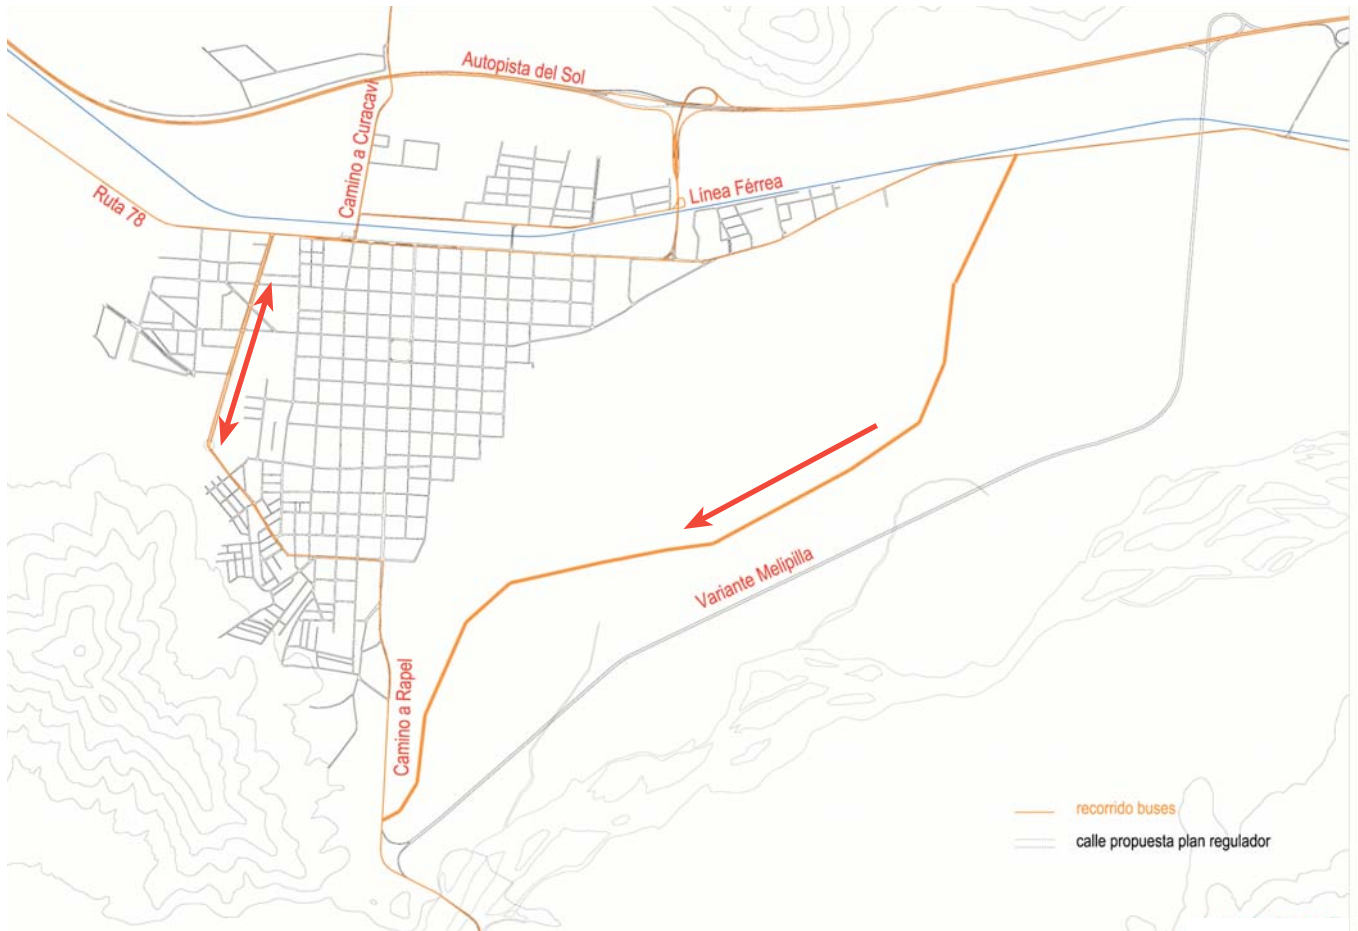 Autopista del Sol
Camino a Curacaví
Ruta 78
Línea Férrea
Variante Melipilla
Camino a Rapel
recorrido buses
calle propuesta plan regulador